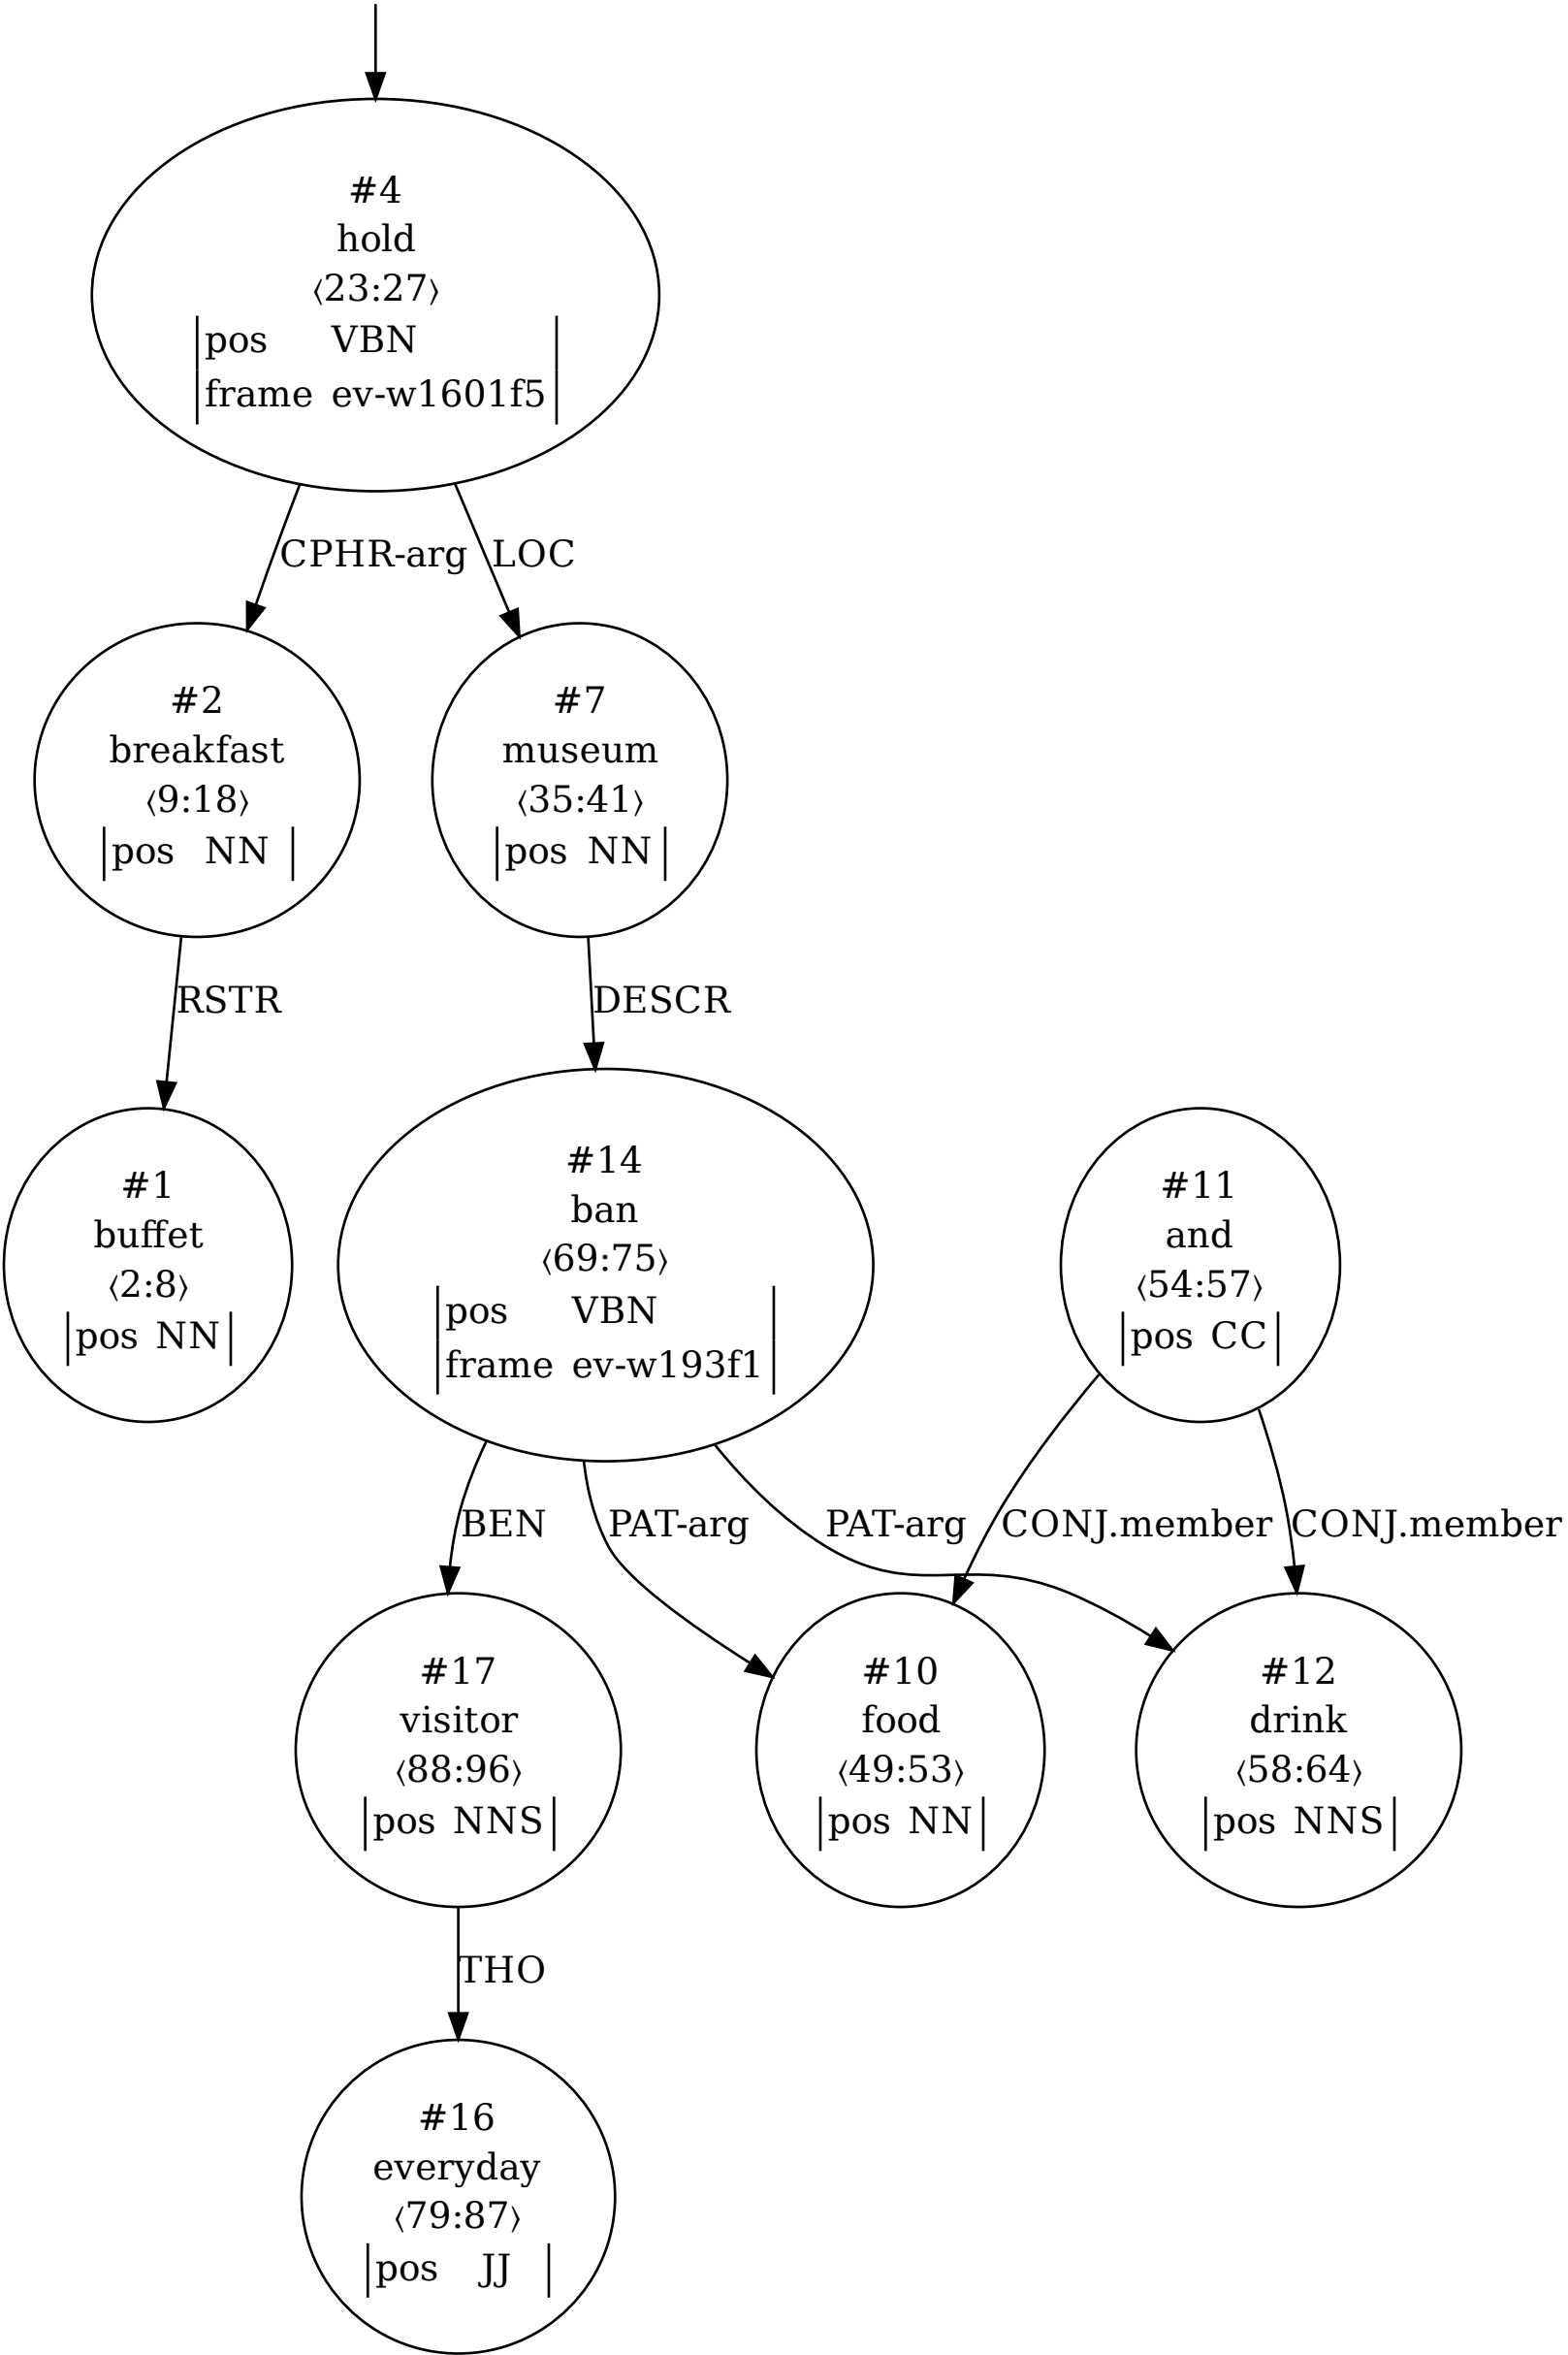 #4
hold
⟨23:27⟩
pos VBN
frame ev-w1601f5
CPHR-arg
LOC
#2
breakfast
⟨9:18⟩
pos NN
#7
museum
⟨35:41⟩
pos NN
RSTR
DESCR
#1
buffet
⟨2:8⟩
pos NN
#14
ban
⟨69:75⟩
pos VBN
frame ev-w193f1
#11
and
⟨54:57⟩
pos CC
BEN
PAT-arg
PAT-arg
CONJ.member
CONJ.member
#17
visitor
⟨88:96⟩
pos NNS
#10
food
⟨49:53⟩
pos NN
#12
drink
⟨58:64⟩
pos NNS
THO
#16
everyday
⟨79:87⟩
pos JJ